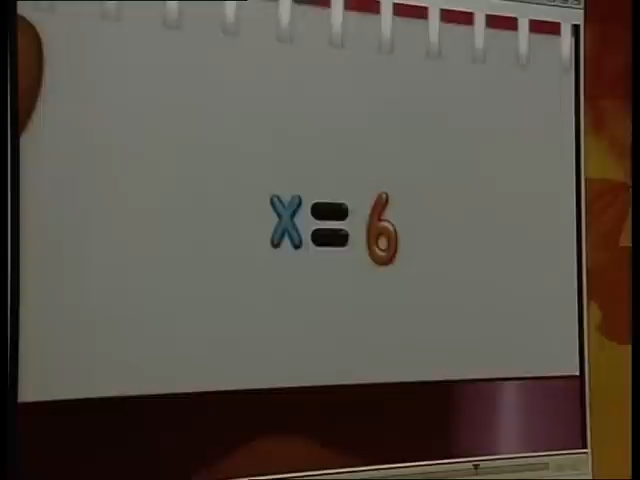 x = 6